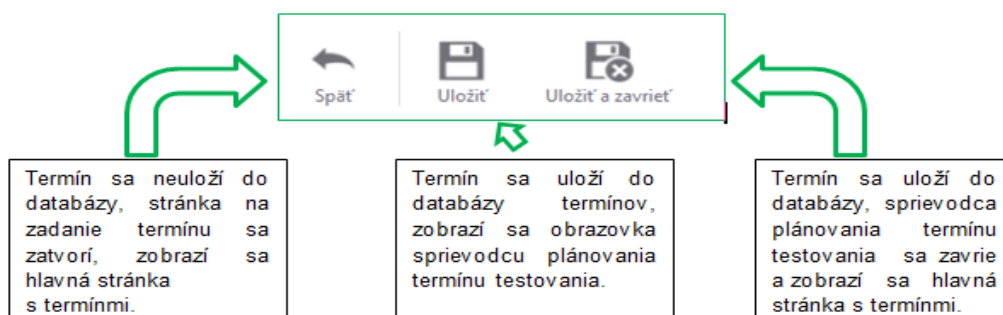 Späť
Uložiť
Uložiť a zavrieť
Termín sa neuloží do
databázy, stránka na
zadanie termínu sa
zatvorí, zobrazí sa
hlavná stránka
s termínmi.
Termín sa uloží do
databázy termínov,
zobrazí sa obrazovka
sprievodcu plánovania
termínu testovania.
Termín sa uloží do
databázy, sprievodca
plánovania termínu
testovania sa zavrie
a zobrazí sa hlavná
stránka s termínmi.